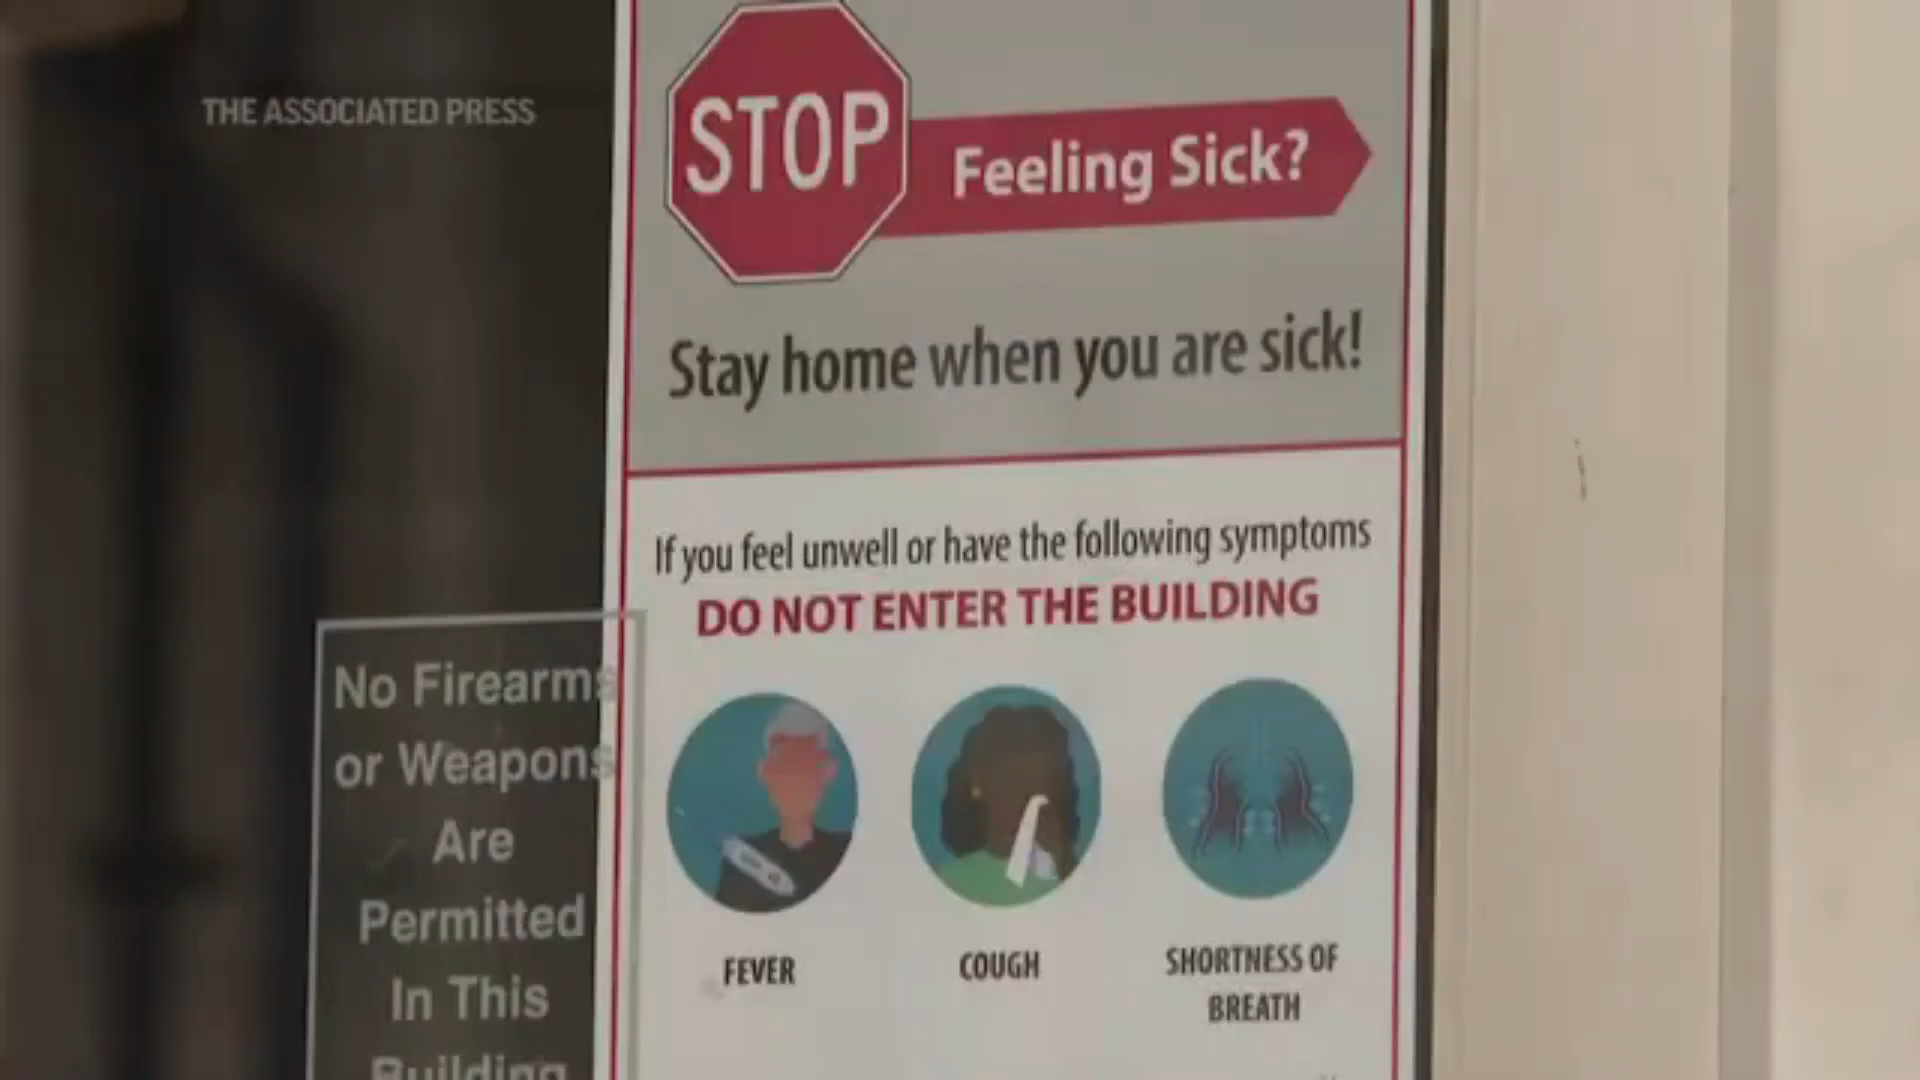 THE ASSOCIATED PRESS
STOP
Feeling Sick?
Stay home when you are sick!
If you feel unwell or have the following symptoms
DO NOT ENTER THE BUILDING
FEVER
COUGH
SHORTNESS OF
BREATH
No Firearms
or Weapons
Are
Permitted
In This
Building